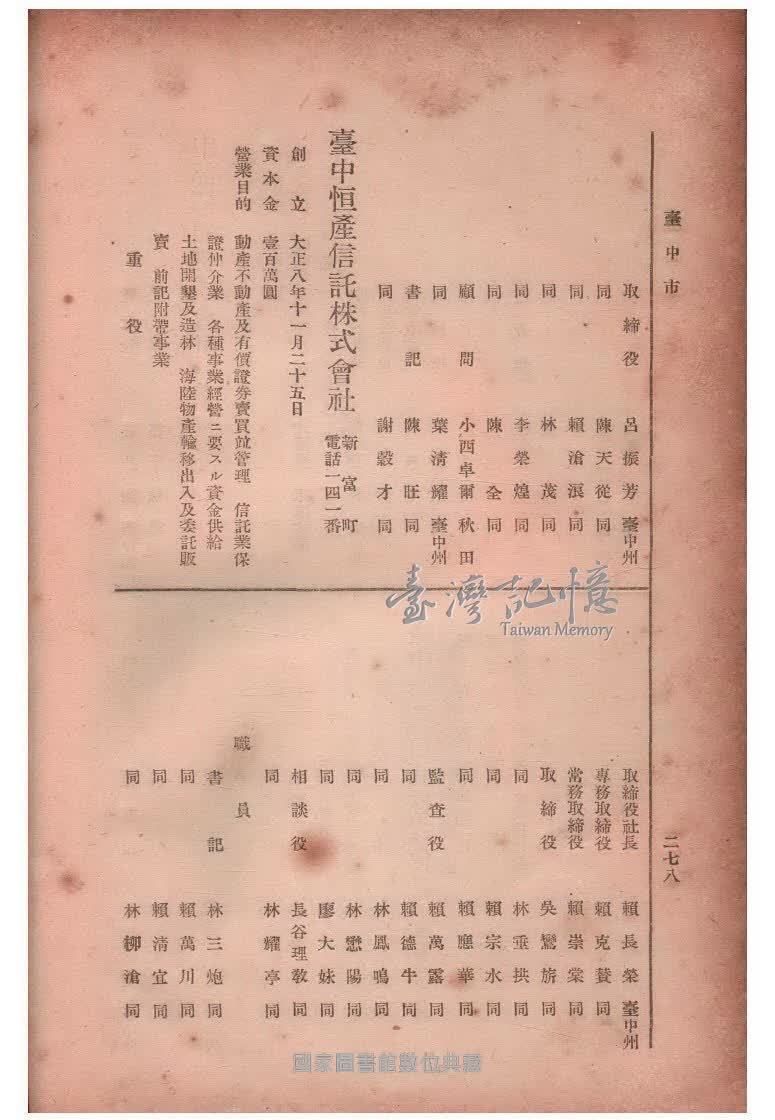 臺中市
二七八
取締役 呂振芳 臺中州
同 陳天從 同
同 賴滄浪 同
同 林茂 同
同 李榮煌 同
同 陳全 同
顧問 小西卓爾 秋田
同 葉清耀 臺中州
書記 陳旺 同
同 謝毅才 同
臺中恒產信託株式會社
新富町
電話一四一番
創立 大正八年十一月二十五日
資本金 壹百萬圓
營業目的 動產不動產及有價證券賣買竝管理 信託業保
證仲介業 各種事業經營ニ要スル資金供給
土地開墾及造林 海陸物產輸移出入及委託販
賣 前記附帶事業
重役
取締役社長 賴長榮 臺中州
專務取締役 賴克賛 同
常務取締役 賴崇棠 同
取締役 吳鸞旂 同
同 林垂拱 同
同 賴宗水 同
同 賴應華 同
監查役 賴萬露 同
同 賴德牛 同
同 林鳳鳴 同
同 林戀陽 同
同 廖大妹 同
相談役 長谷理敎 同
同 林耀亭 同
職員
書記 林三炮 同
同 賴萬川 同
同 賴清宜 同
同 林柳滄 同
臺灣記憶
Taiwan Memory
國家圖書館數位典藏